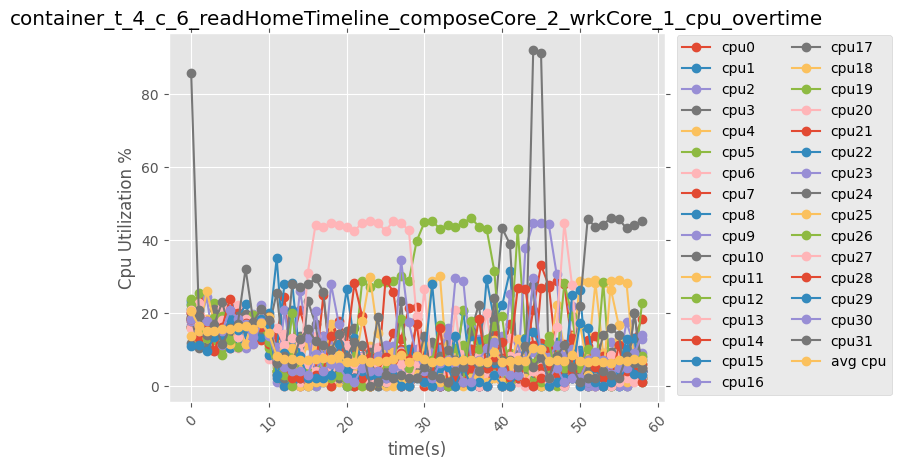 container_t_4_c_6_readHomeTimeline_composeCore_2_wrkCore_1_cpu_overtime
Cpu Utilization %
80
60
40
20
0
0
10
20
30
40
50
60
time(s)
cpu0
cpu1
cpu2
cpu3
cpu4
cpu5
cpu6
cpu7
cpu8
cpu9
cpu10
cpu11
cpu12
cpu13
cpu14
cpu15
cpu16
cpu17
cpu18
cpu19
cpu20
cpu21
cpu22
cpu23
cpu24
cpu25
cpu26
cpu27
cpu28
cpu29
cpu30
cpu31
avg cpu